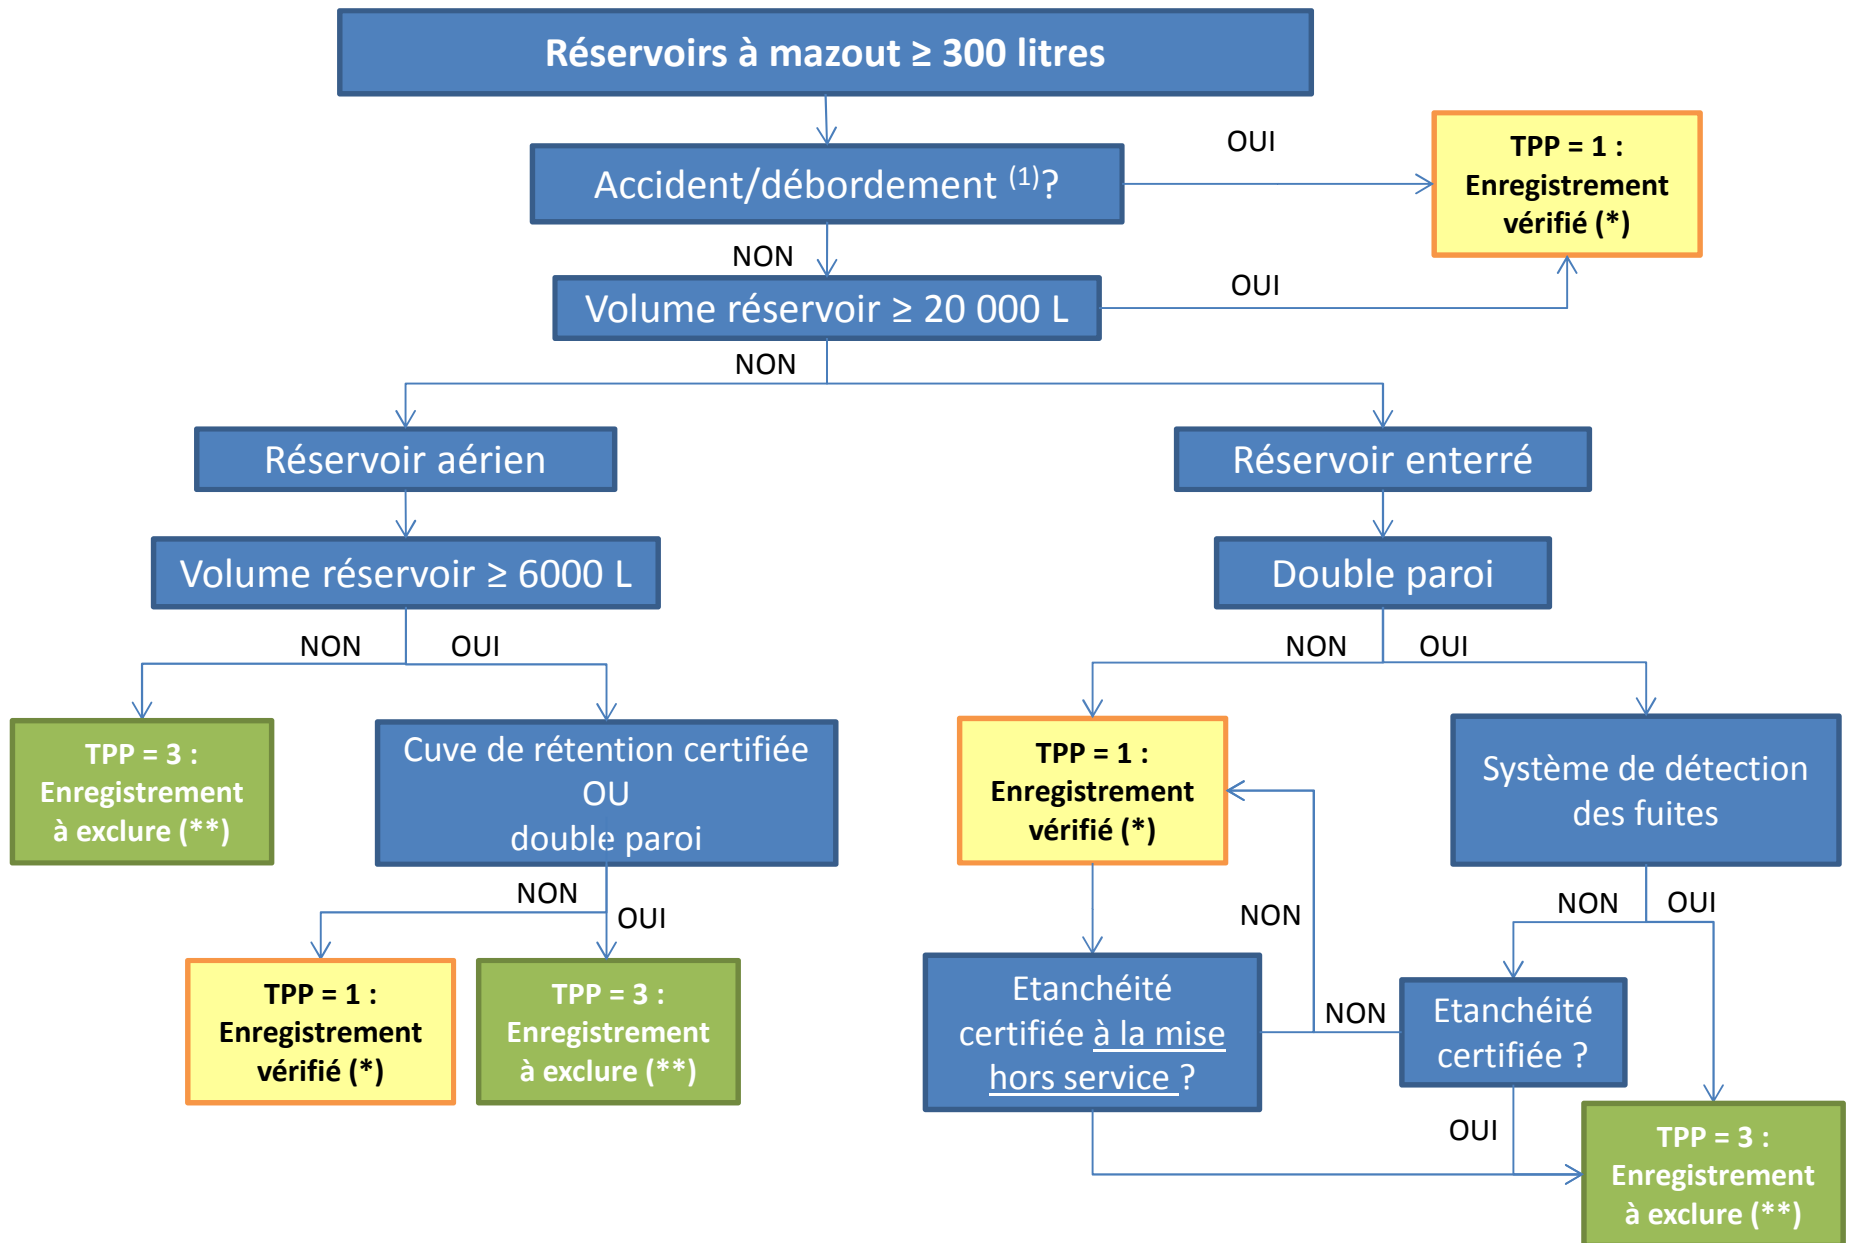 Réservoirs à mazout ≥ 300 litres
OUI
TPP = 1 :
Enregistrement
vérifié (*)
Accident/débordement (1)?
NON
OUI
Volume réservoir ≥ 20 000 L
NON
Réservoir aérien
Réservoir enterré
Volume réservoir ≥ 6000 L
Double paroi
NON
OUI
NON
OUI
TPP = 3 :
Enregistrement
à exclure (**)
Cuve de rétention certifiée
OU
double paroi
TPP = 1 :
Enregistrement
vérifié (*)
Système de détection
des fuites
NON
OUI
NON
NON
OUI
TPP = 1 :
Enregistrement
vérifié (*)
TPP = 3 :
Enregistrement
à exclure (**)
Etanchéité
certifiée à la mise
hors service ?
NON
Etanchéité
certifiée ?
OUI
TPP = 3 :
Enregistrement
à exclure (**)